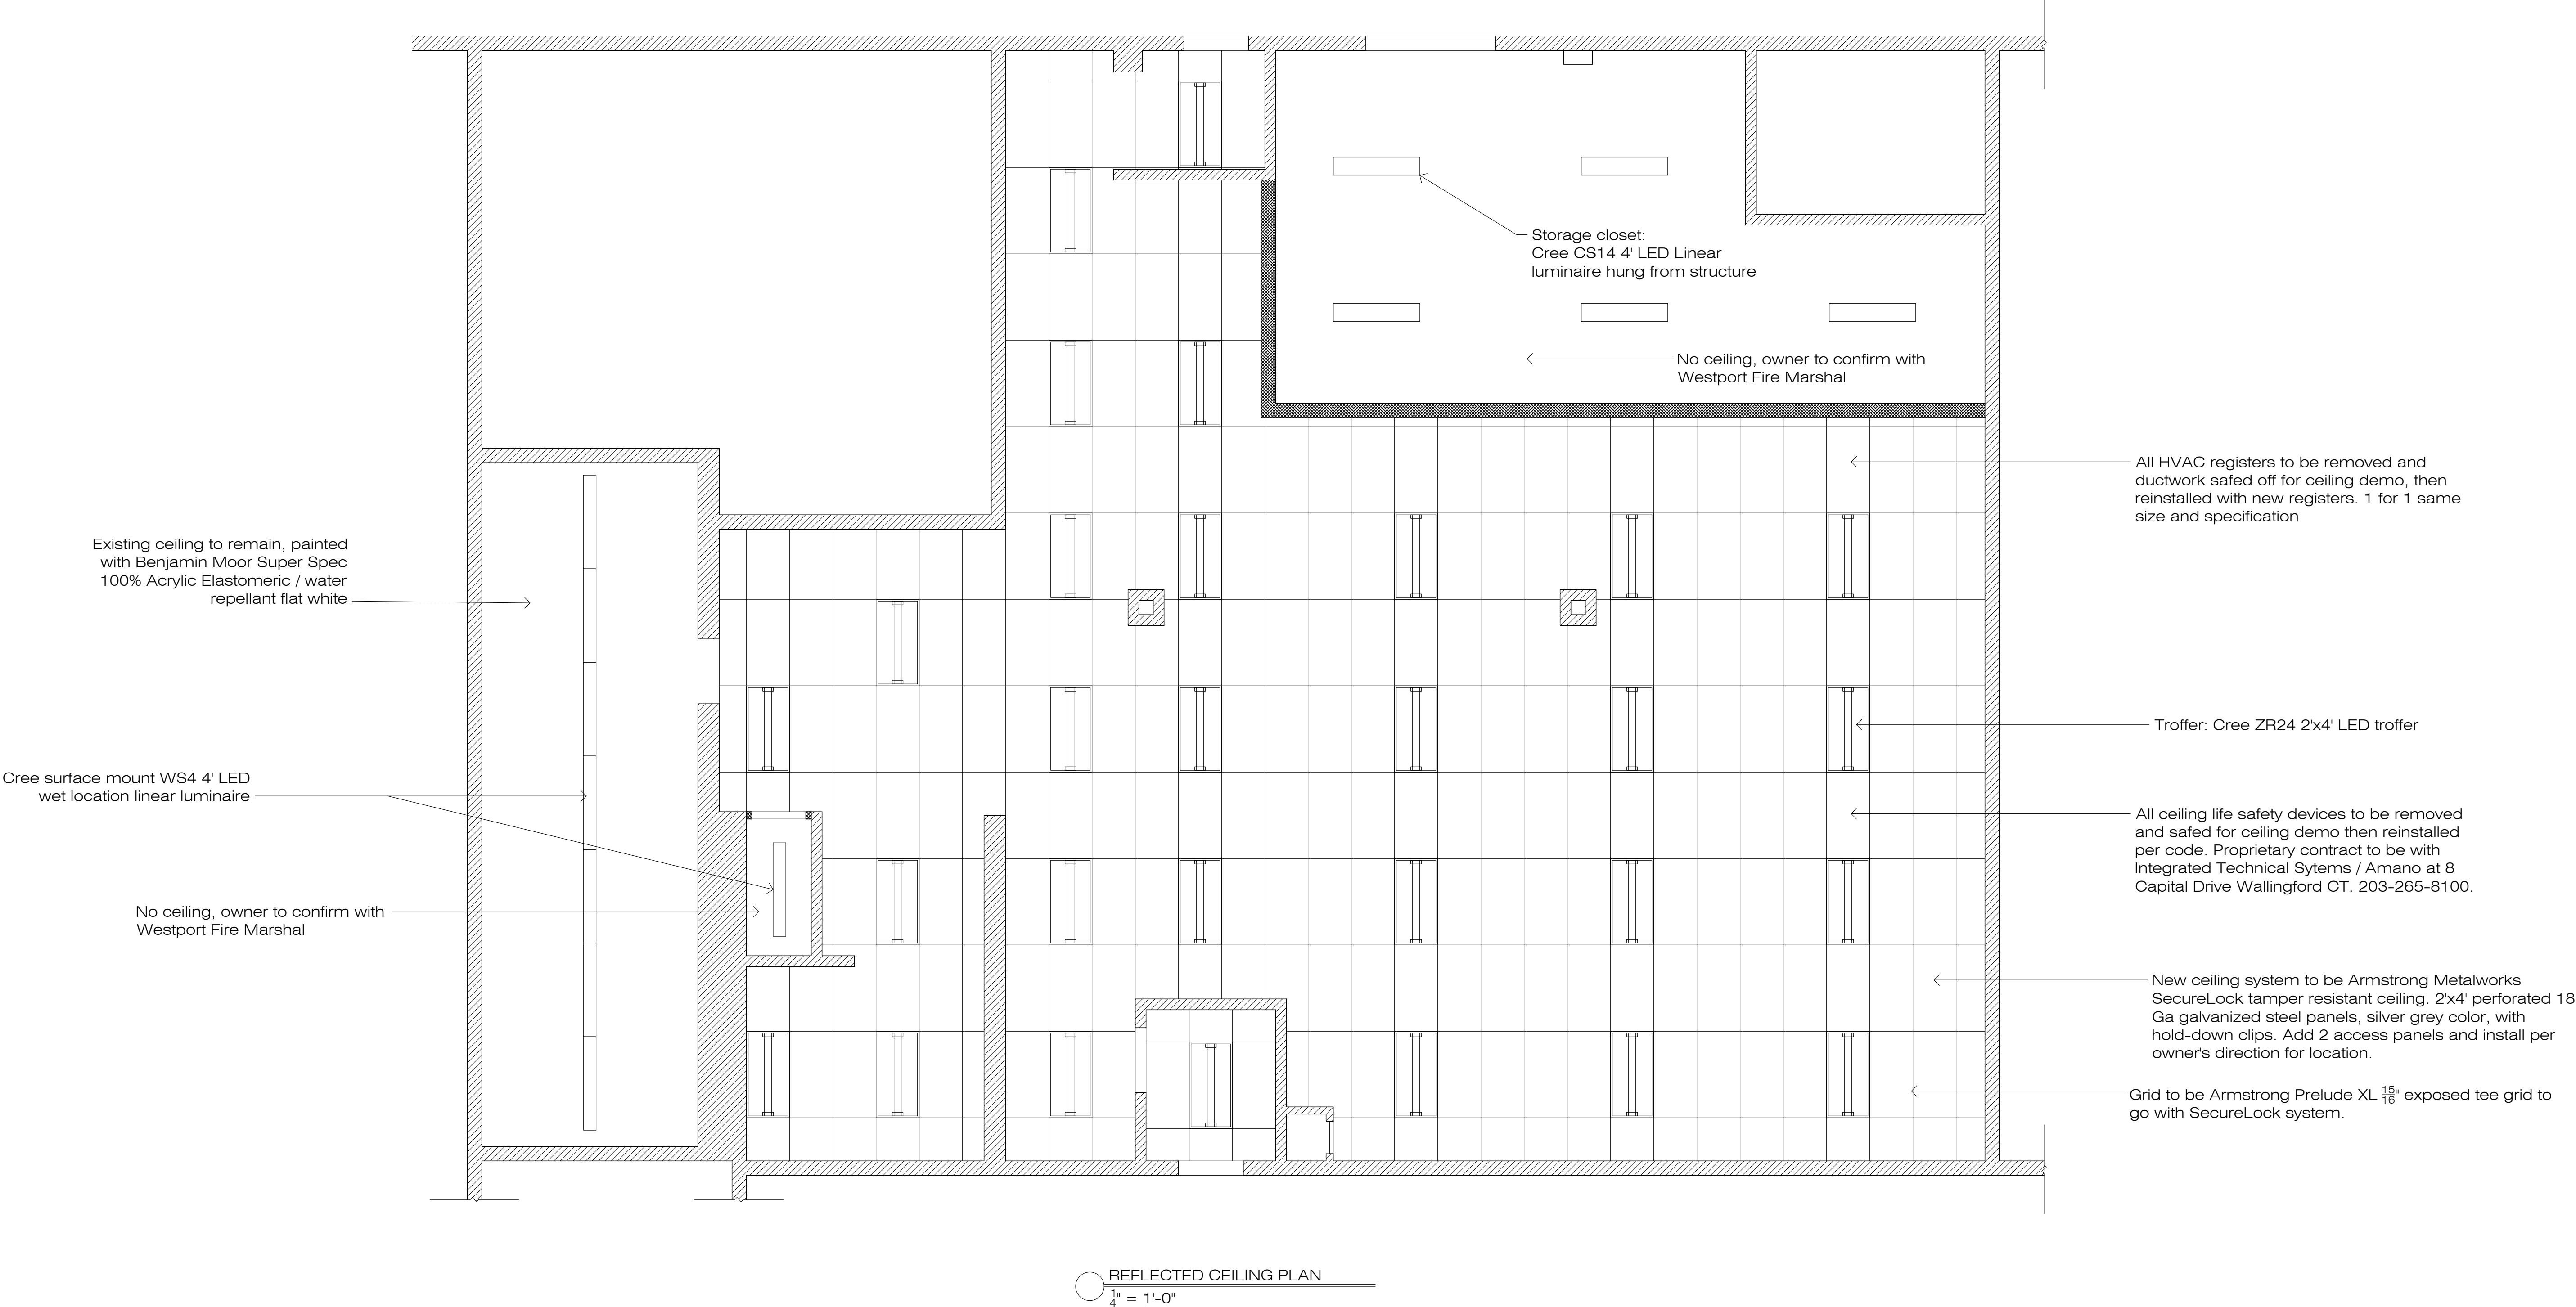 Storage closet:
Cree CS14 4' LED Linear
luminaire hung from structure
No ceiling, owner to confirm with
Westport Fire Marshal
All HVAC registers to be removed and
ductwork safed off for ceiling demo, then
reinstalled with new registers. 1 for 1 same
size and specification
Existing ceiling to remain, painted
with Benjamin Moor Super Spec
100% Acrylic Elastomeric / water
repellant flat white
Troffer: Cree ZR24 2'x4' LED troffer
Cree surface mount WS4 4' LED
wet location linear luminaire
All ceiling life safety devices to be removed
and safed for ceiling demo then reinstalled
per code. Proprietary contract to be with
Integrated Technical Sytems / Amano at 8
Capital Drive Wallingford CT. 203-265-8100.
No ceiling, owner to confirm with
Westport Fire Marshal
New ceiling system to be Armstrong Metalworks
SecureLock tamper resistant ceiling. 2'x4' perforated 18
Ga galvanized steel panels, silver grey color, with
hold-down clips. Add 2 access panels and install per
owner's direction for location.
Grid to be Armstrong Prelude XL 15/16" exposed tee grid to
go with SecureLock system.
REFLECTED CEILING PLAN
1/4" = 1'-0"